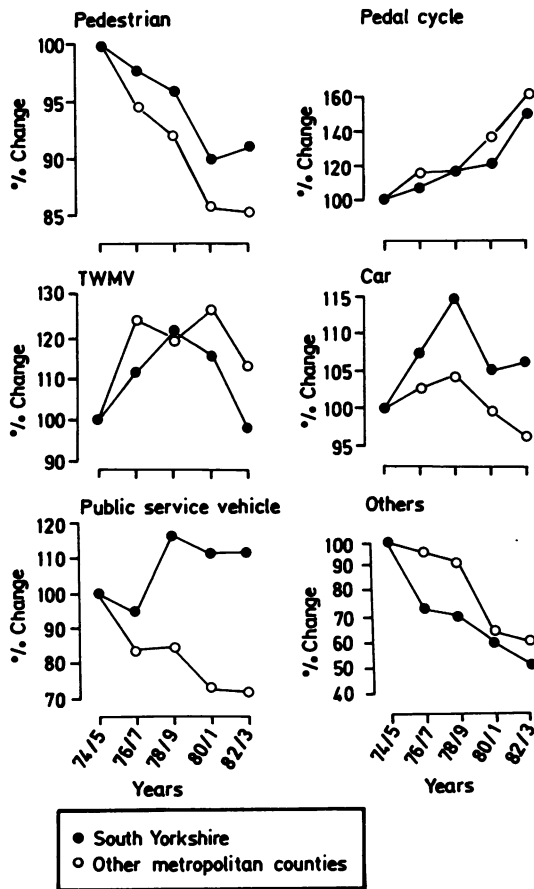 Pedestrian
Pedal cycle
100
95
90
85
% Change
160
140
120
100
% Change
TWMV
Car
130
120
110
100
90
% Change
115
110
105
100
95
% Change
Public service vehicle
Others
120
110
100
90
80
70
% Change
100
90
70
60
50
40
% Change
74/5
76/7
78/9
80/1
82/3
Years
74/5
76/7
78/9
80/1
82/3
Years
South Yorkshire
Other metropolitan counties